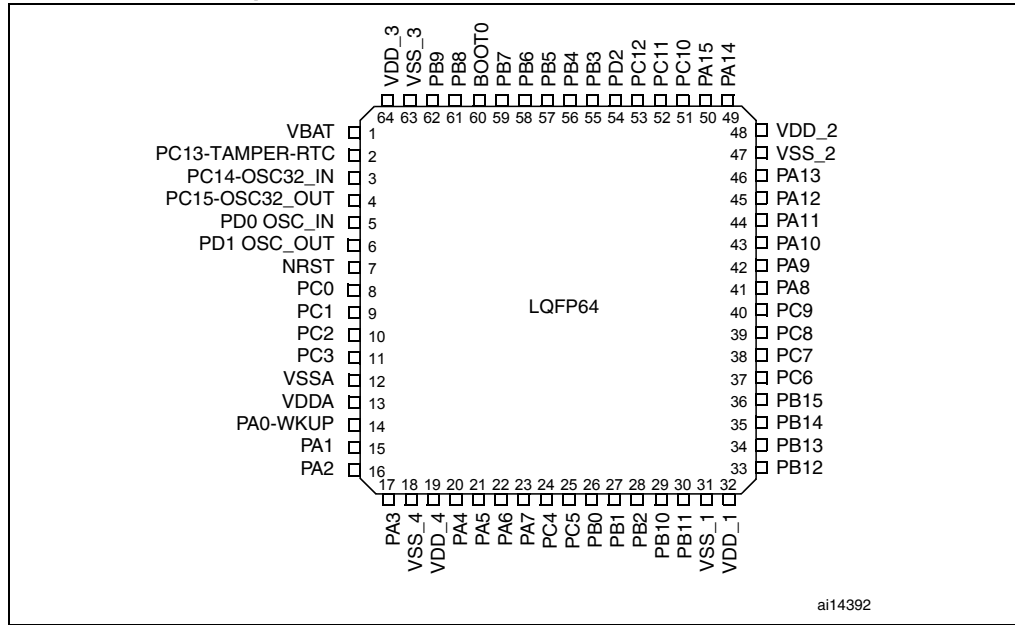 VDD_3
VSS_3
PB9
PB8
BOOT0
PB7
PB6
PB5
PB4
PB3
PD2
PC12
PC11
PC10
PA15
PA14
64 63 62 61 60 59 58 57 56 55 54 53 52 51 50 49
VBAT 1
PC13-TAMPER-RTC 2
PC14-OSC32_IN 3
PC15-OSC32_OUT 4
PD0 OSC_IN 5
PD1 OSC_OUT 6
NRST 7
PC0 8
PC1 9
PC2 10
PC3 11
VSSA 12
VDDA 13
PA0-WKUP 14
PA1 15
PA2 16
LQFP64
48 VDD_2
47 VSS_2
46 PA13
45 PA12
44 PA11
43 PA10
42 PA9
41 PA8
40 PC9
39 PC8
38 PC7
37 PC6
36 PB15
35 PB14
34 PB13
33 PB12
17 18 19 20 21 22 23 24 25 26 27 28 29 30 31 32
PA3
VSS_4
VDD_4
PA4
PA5
PA6
PA7
PC4
PC5
PB0
PB1
PB2
PB10
PB11
VSS_1
VDD_1
ai14392